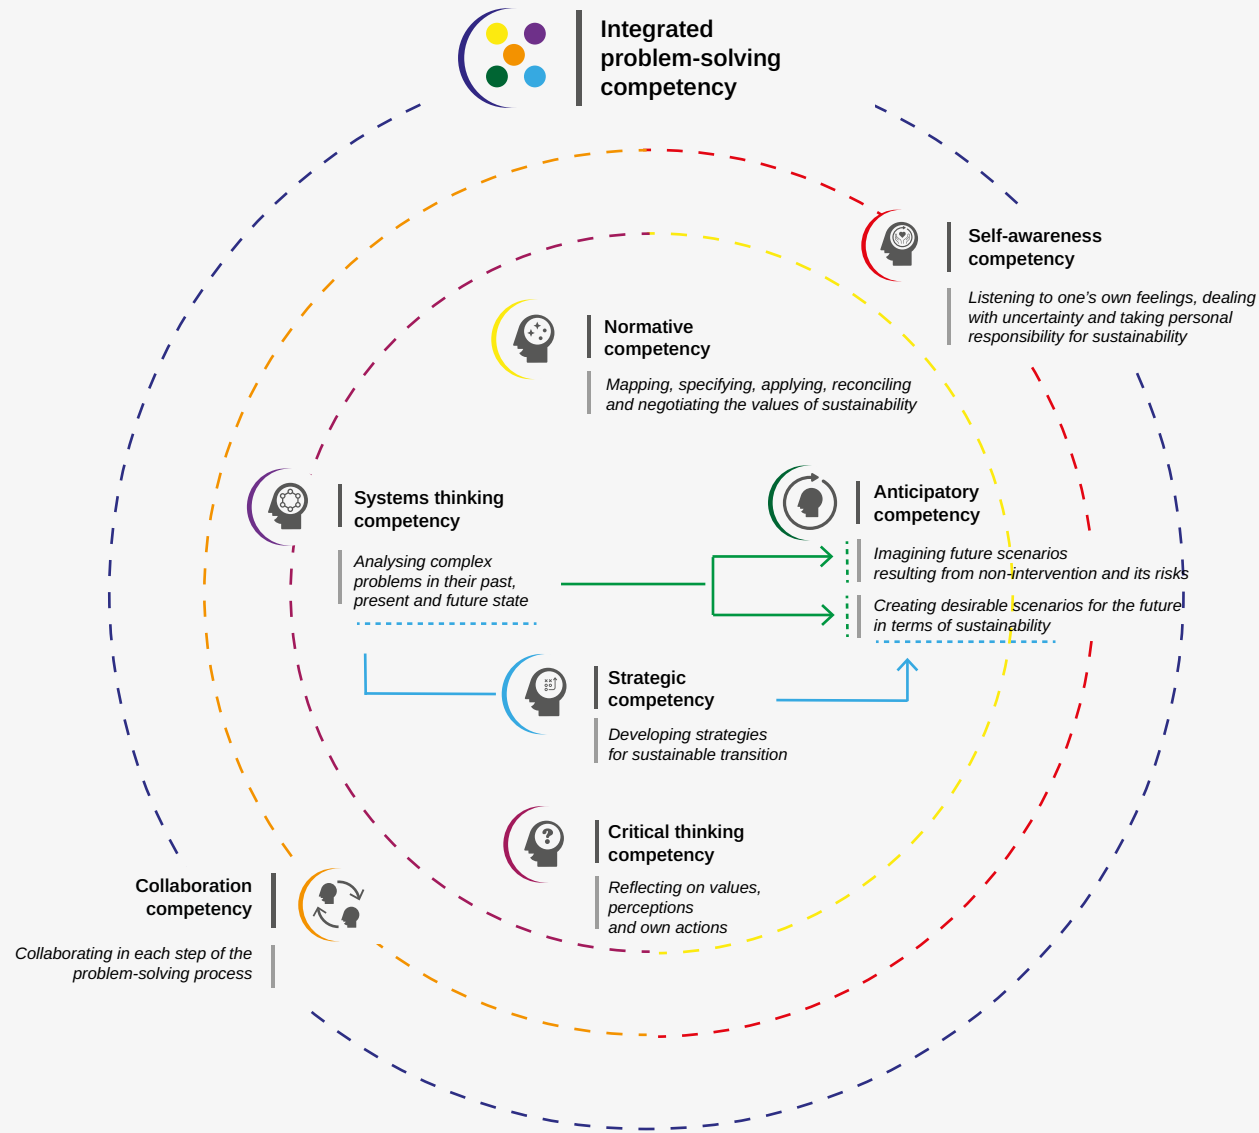 Integrated
problem-solving
competency
Self-awareness
competency
Listening to one’s own feelings, dealing
with uncertainty and taking personal
responsibility for sustainability
Normative
competency
Mapping, specifying, applying, reconciling
and negotiating the values of sustainability
Systems thinking
competency
Analysing complex
problems in their past,
present and future state
Anticipatory
competency
Imagining future scenarios
resulting from non-intervention and its risks
Creating desirable scenarios for the future
in terms of sustainability
Strategic
competency
Developing strategies
for sustainable transition
Critical thinking
competency
Reflecting on values,
perceptions
and own actions
Collaboration
competency
Collaborating in each step of the
problem-solving process